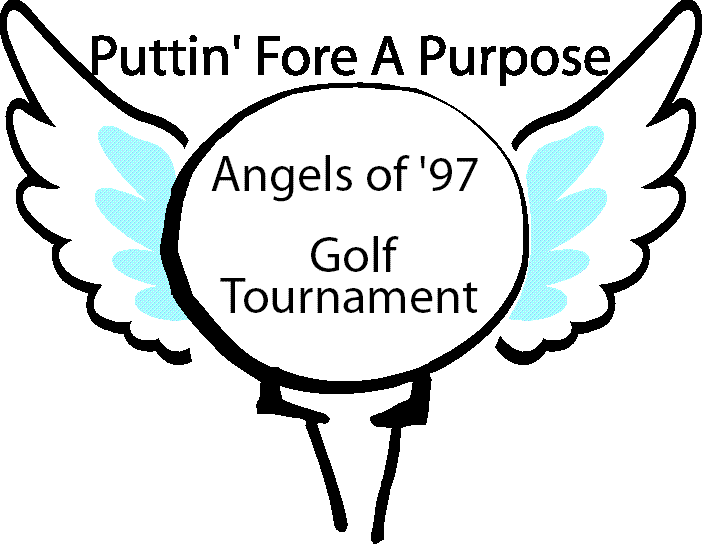 Puttin' Fore A Purpose
Angels of '97
Golf
Tournament